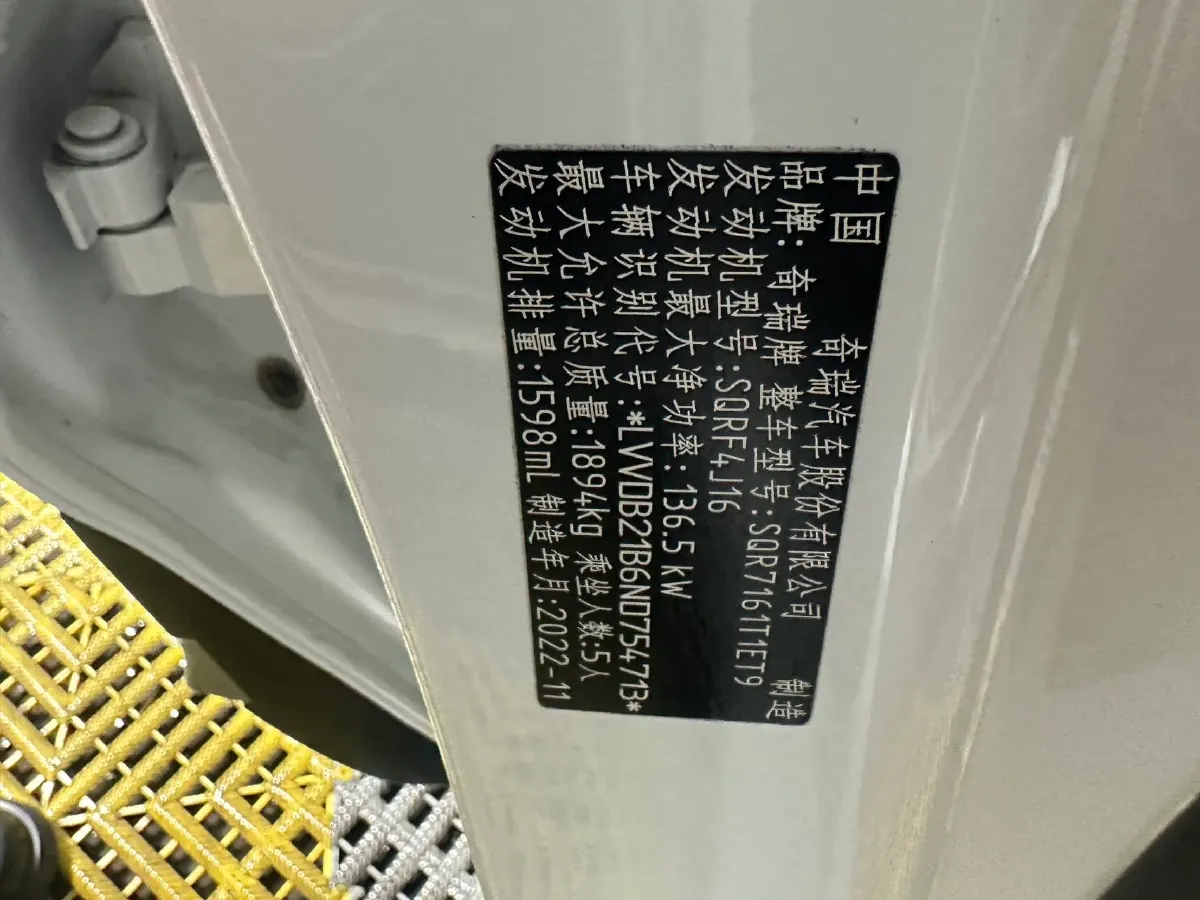 中国 奇瑞汽车股份有限公司 制造
品牌:奇瑞牌 整车型号:SQR7161T1ET9
发动机型号:SQRF4J16
发动机最大净功率:136.5kW
车辆识别代号:*LVVDB21B6ND754713*
最大允许总质量:1894kg 乘坐人数:5人
发动机排量:1598ml 制造年月:2022-11